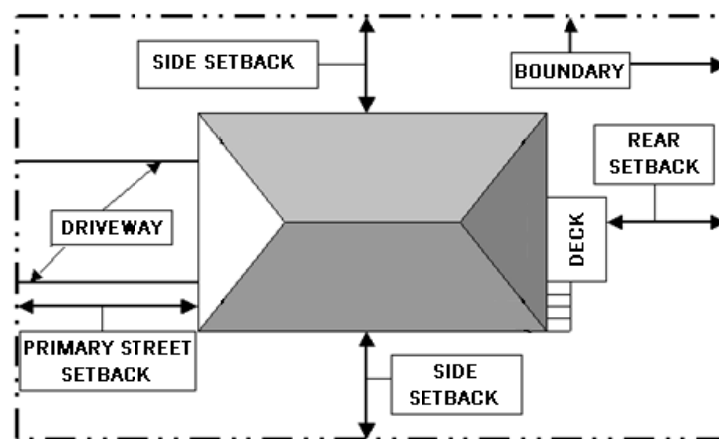 SIDE SETBACK
BOUNDARY
REAR
SETBACK
DRIVEWAY
DECK
PRIMARY STREET
SETBACK
SIDE
SETBACK